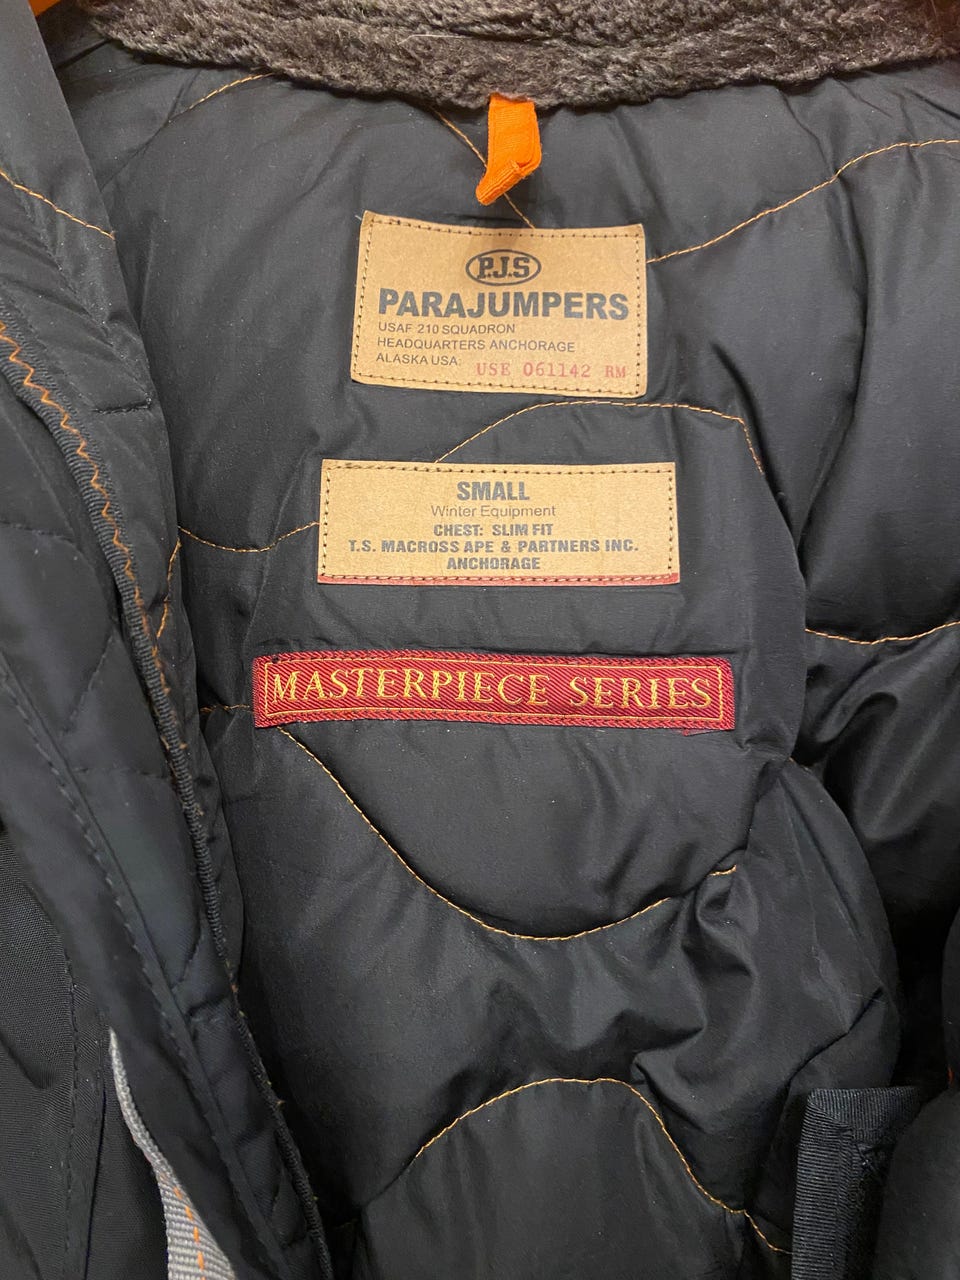 P.J.S
PARAJUMPERS
USAF 210 SQUADRON
HEADQUARTERS ANCHORAGE
ALASKA USA: USE 061142 RM
SMALL
Winter Equipment
CHEST: SLIM FIT
T.S. MACROSS APE & PARTNERS INC.
ANCHORAGE
MASTERPIECE SERIES